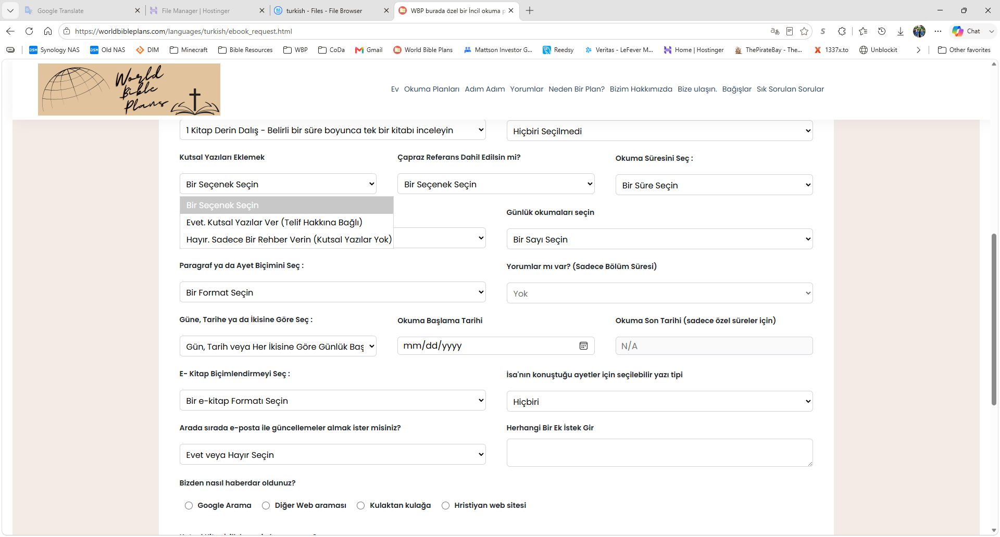 Google Translate
File Manager | Hostinger
turkish - Files - File Browser
WBP burada özel bir İncil okuma p
https://worldbibleplans.com/languages/turkish/ebook_request.html
Chat
Synology NAS
Old NAS
DIM
Minecraft
Bible Resources
WBP
CoDa
Gmail
World Bible Plans
Mattson Investor G...
Reedsy
Veritas - LeFever M...
Home | Hostinger
ThePirateBay - The...
1337x.to
Unblockit
Other favorites
World
Bible
Plans
Ev Okuma Planları Adım Adım Yorumlar Neden Bir Plan? Bizim Hakkımızda Bize ulaşın. Bağışlar Sık Sorulan Sorular
1 Kitap Derin Dalış - Belirli bir süre boyunca tek bir kitabı inceleyin
Hiçbiri Seçilmedi
Kutsal Yazıları Eklemek
Çapraz Referans Dahil Edilsin mi?
Okuma Süresini Seç :
Bir Seçenek Seçin
Bir Seçenek Seçin
Bir Süre Seçin
Bir Seçenek Seçin
Evet. Kutsal Yazılar Ver (Telif Hakkına Bağlı)
Hayır. Sadece Bir Rehber Verin (Kutsal Yazılar Yok)
Günlük okumaları seçin
Bir Sayı Seçin
Paragraf ya da Ayet Biçimini Seç :
Yorumlar mı var? (Sadece Bölüm Süresi)
Bir Format Seçin
Yok
Güne, Tarihe ya da İkisine Göre Seç :
Okuma Başlama Tarihi
Okuma Son Tarihi (sadece özel süreler için)
Gün, Tarih veya Her İkisine Göre Günlük Baş
mm/dd/yyyy
N/A
E- Kitap Biçimlendirmeyi Seç :
İsa'nın konuştuğu ayetler için seçilebilir yazı tipi
Bir e-kitap Formatı Seçin
Hiçbiri
Arada sırada e-posta ile güncellemeler almak ister misiniz?
Herhangi Bir Ek İstek Gir
Evet veya Hayır Seçin
Bizden nasıl haberdar oldunuz?
Google Arama
Diğer Web araması
Kulaktan kulağa
Hristiyan web sitesi